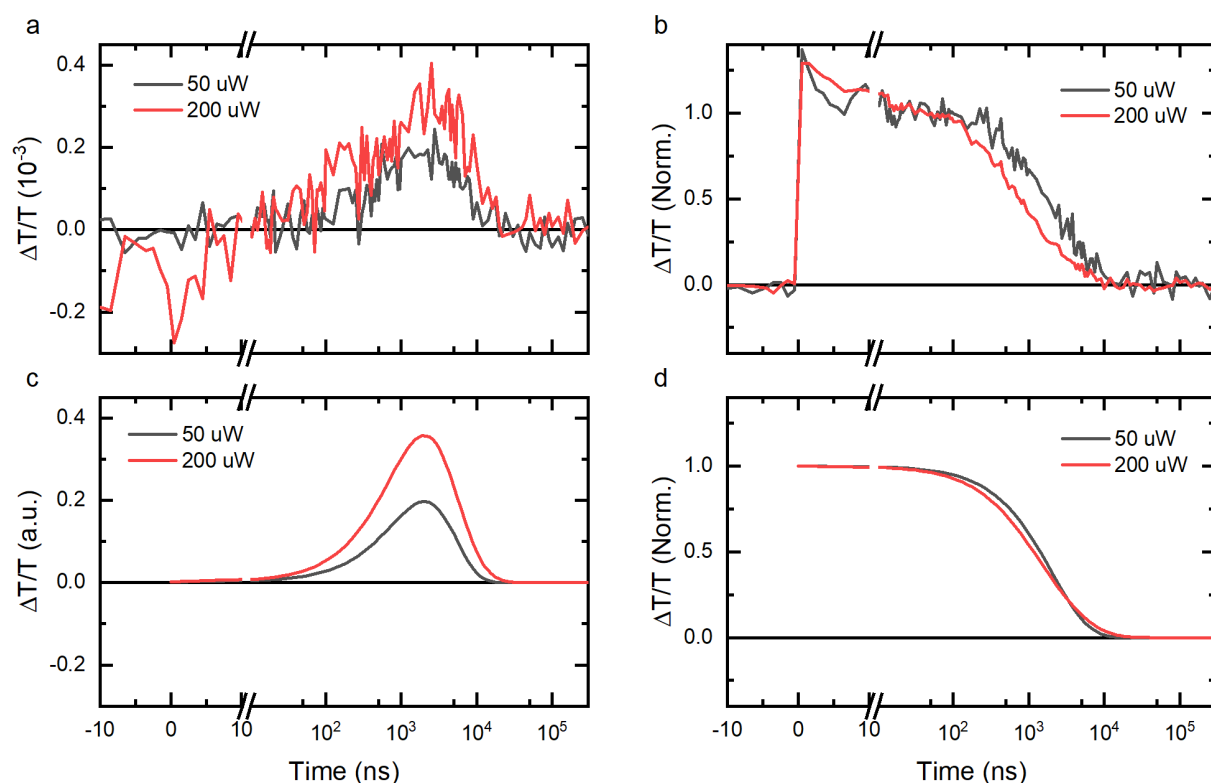 a
ΔT/T (10⁻³)
0.4
0.2
0.0
-0.2
50 uW
200 uW
b
ΔT/T (Norm.)
1.0
0.5
0.0
50 uW
200 uW
c
ΔT/T (a.u.)
0.4
0.2
0.0
-0.2
50 uW
200 uW
-10 0 10 10² 10³ 10⁴ 10⁵
Time (ns)
d
ΔT/T (Norm.)
1.0
0.5
0.0
50 uW
200 uW
-10 0 10 10² 10³ 10⁴ 10⁵
Time (ns)